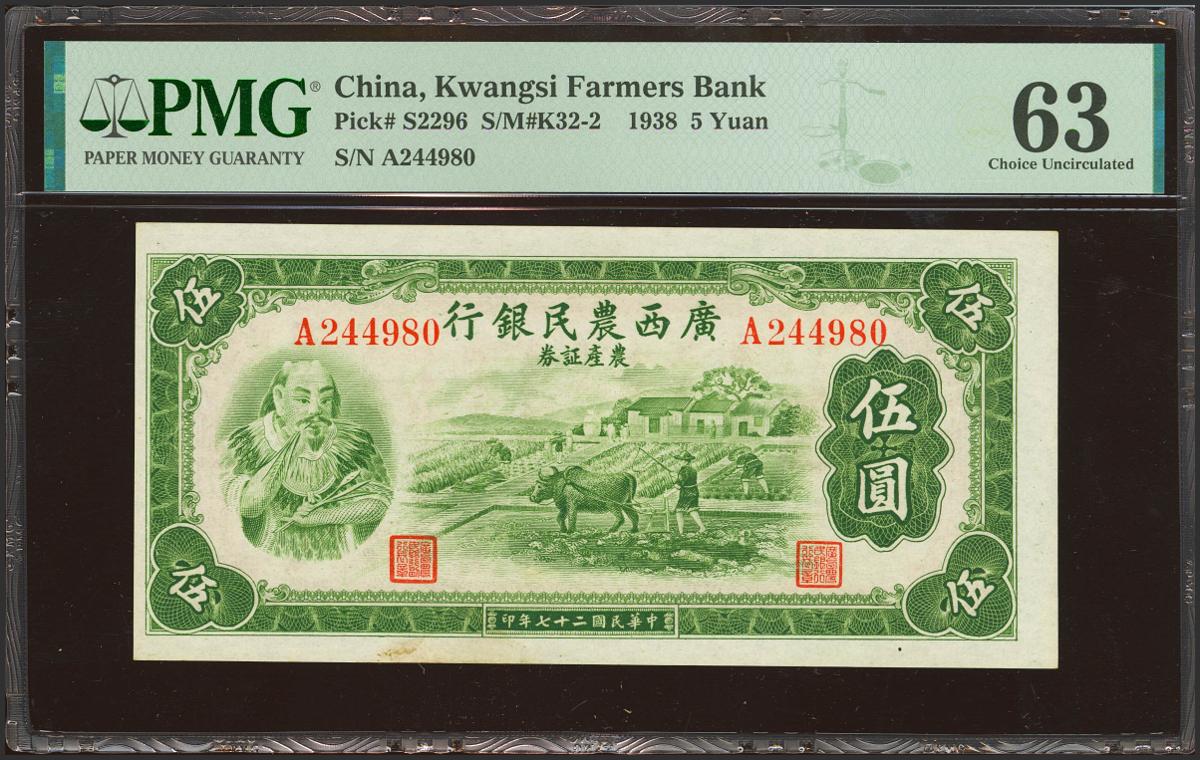 PMG®
PAPER MONEY GUARANTY
China, Kwangsi Farmers Bank
Pick# S2296 S/M#K32-2 1938 5 Yuan
S/N A244980
63
Choice Uncirculated
伍
伍
A244980
行銀民農西廣
A244980
券証產農
伍圓
伍
伍
印年七十二國民華中